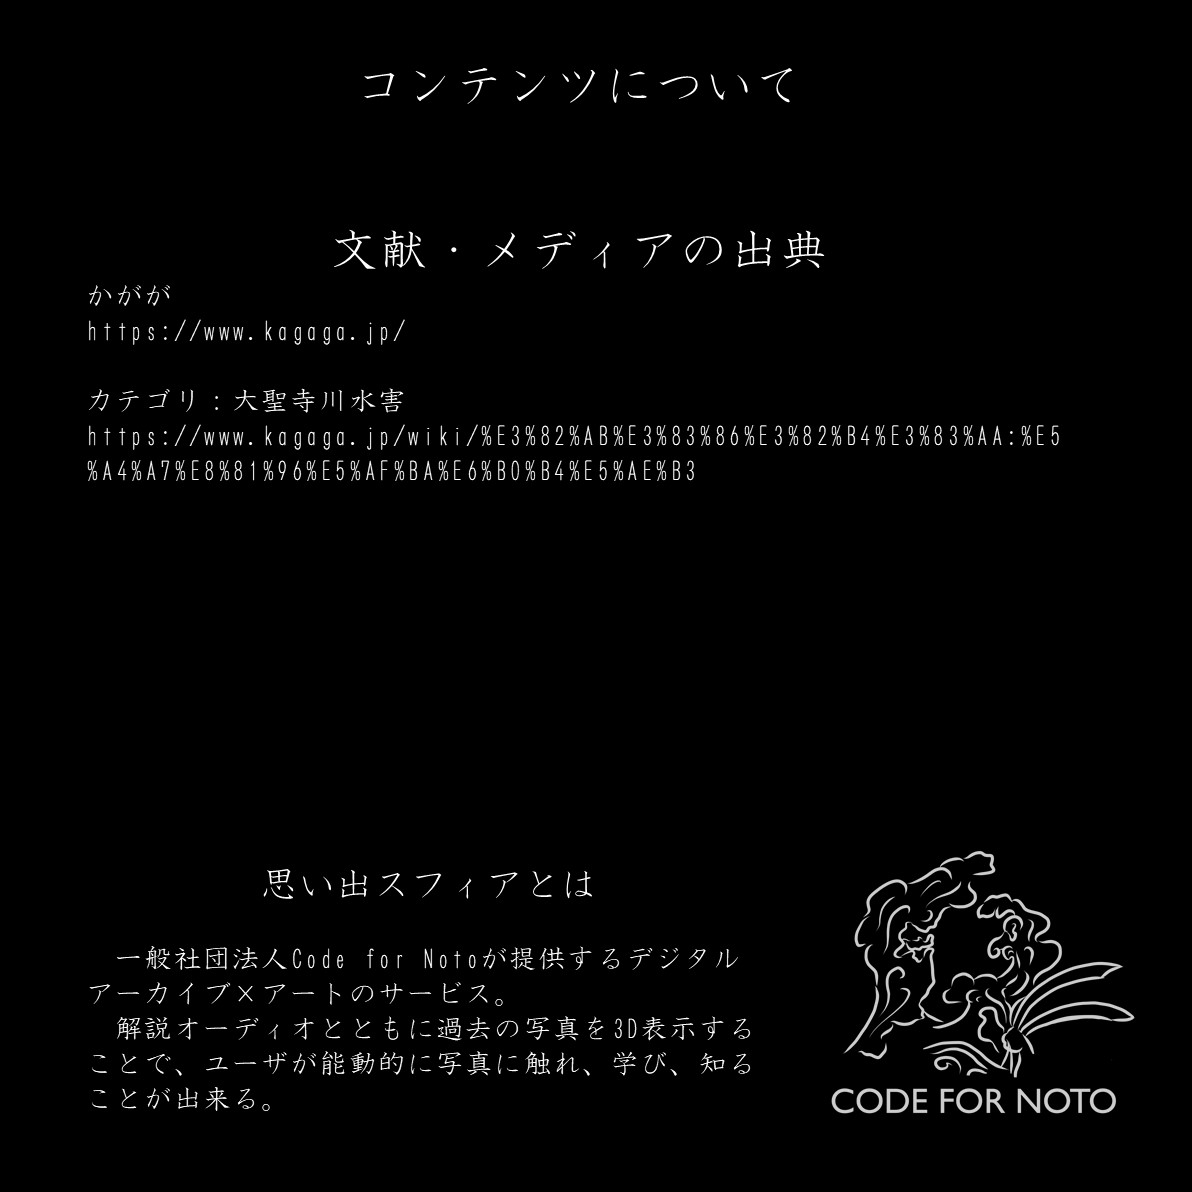 コンテンツについて
文献・メディアの出典
かがが
https://www.kagaga.jp/
カテゴリ：大聖寺川水害
https://www.kagaga.jp/wiki/%E3%82%AB%E3%83%86%E3%82%B4%E3%83%AA:%E5
%A4%A7%E8%81%96%E5%AF%BA%E6%B0%B4%E5%AE%B3
思い出スフィアとは
　一般社団法人Code for Notoが提供するデジタル
アーカイブ×アートのサービス。
　解説オーディオとともに過去の写真を3D表示する
ことで、ユーザが能動的に写真に触れ、学び、知る
ことが出来る。
CODE FOR NOTO